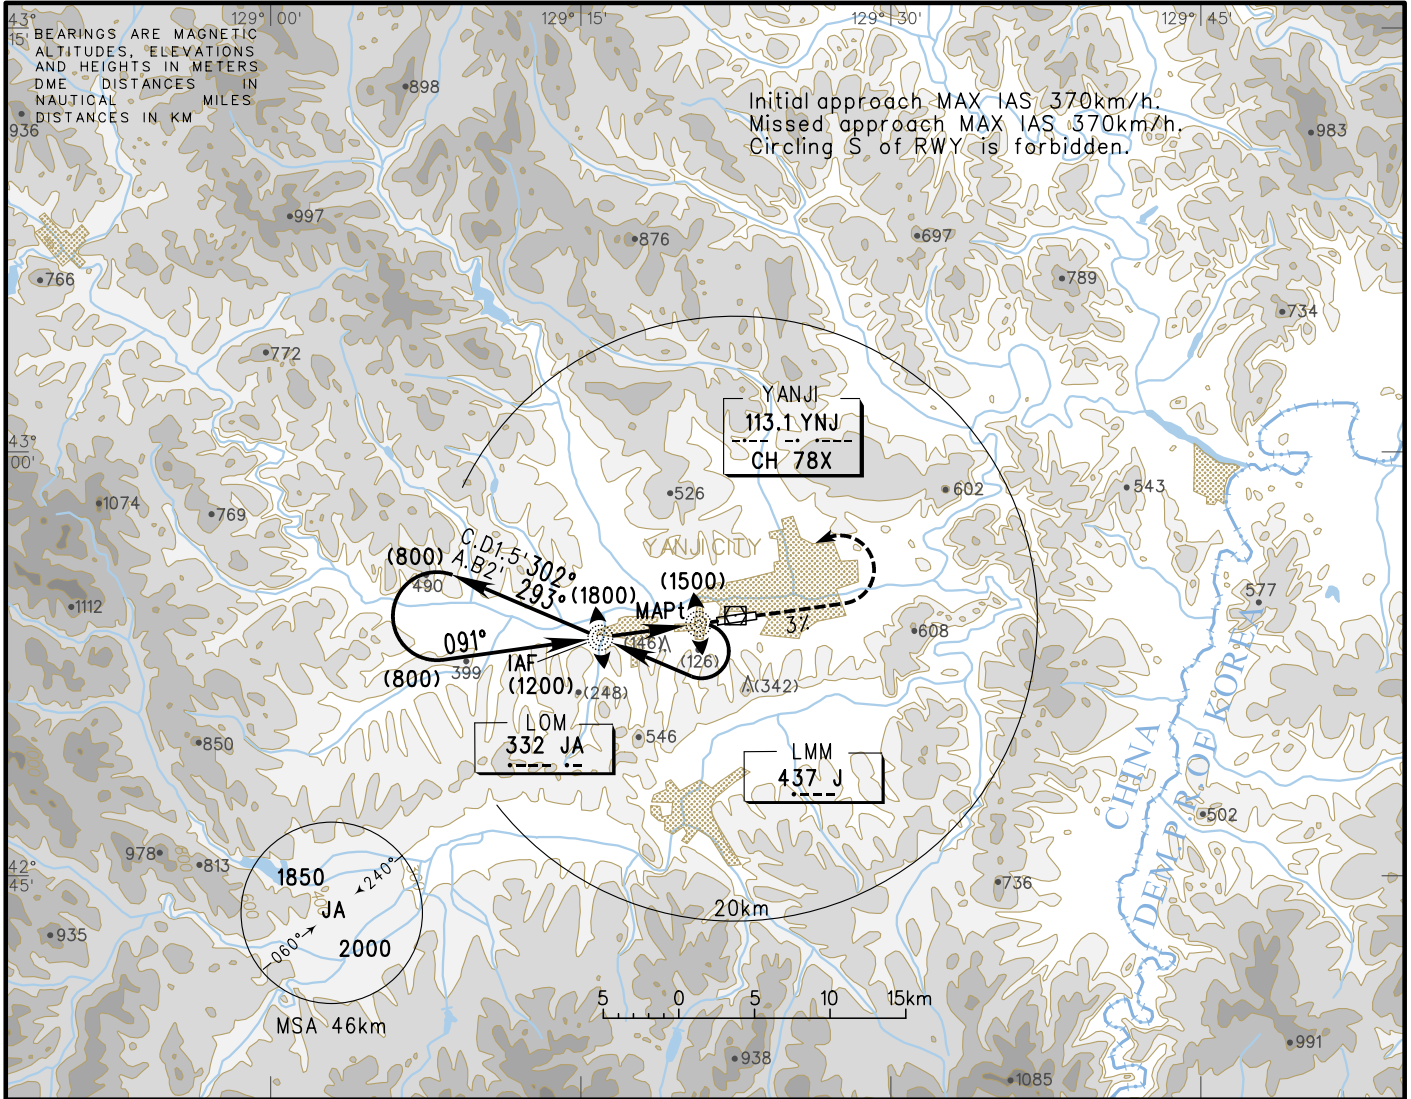 129° 00'
129° 15'
129° 30'
129° 45'
43°
15'
BEARINGS ARE MAGNETIC
ALTITUDES, ELEVATIONS
AND HEIGHTS IN METERS
DME DISTANCES IN
NAUTICAL MILES
DISTANCES IN KM
Initial approach MAX IAS 370km/h.
Missed approach MAX IAS 370km/h.
Circling S of RWY is forbidden.
898
936
983
997
876
697
766
789
734
772
YANJI
113.1 YNJ
CH 78X
43°
00'
1074
769
526
602
543
YANJI CITY
C.D1.5' 302°
A.B2' 293°
(800)
490
(1800)
(1500)
MAPt
3%
1112
577
608
091°
(146)
(126)
IAF
(1200)
399
(800)
(248)
(342)
LOM
332 JA
546
LMM
437 J
850
CHINA
DEM.P.R.OF KOREA
502
978
813
42°
45'
1850
240°
JA
060°
2000
MSA 46km
736
20km
935
5 0 5 10 15km
938
991
1085